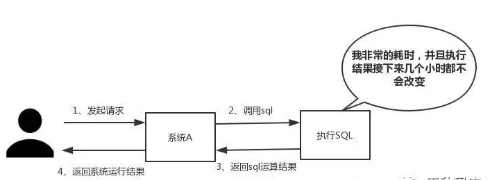 我非常的耗时，并且执行
结果接下来几个小时都不
会改变
1、发起请求
2、调用sql
系统A
执行SQL
3、返回sql运算结果
4、返回系统运行结果